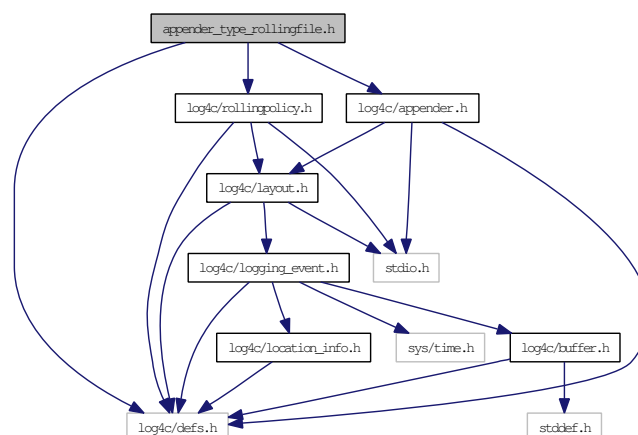 appender_type_rollingfile.h
log4c/rollingpolicy.h
log4c/appender.h
log4c/layout.h
log4c/logging_event.h
stdio.h
log4c/location_info.h
sys/time.h
log4c/buffer.h
log4c/defs.h
stddef.h